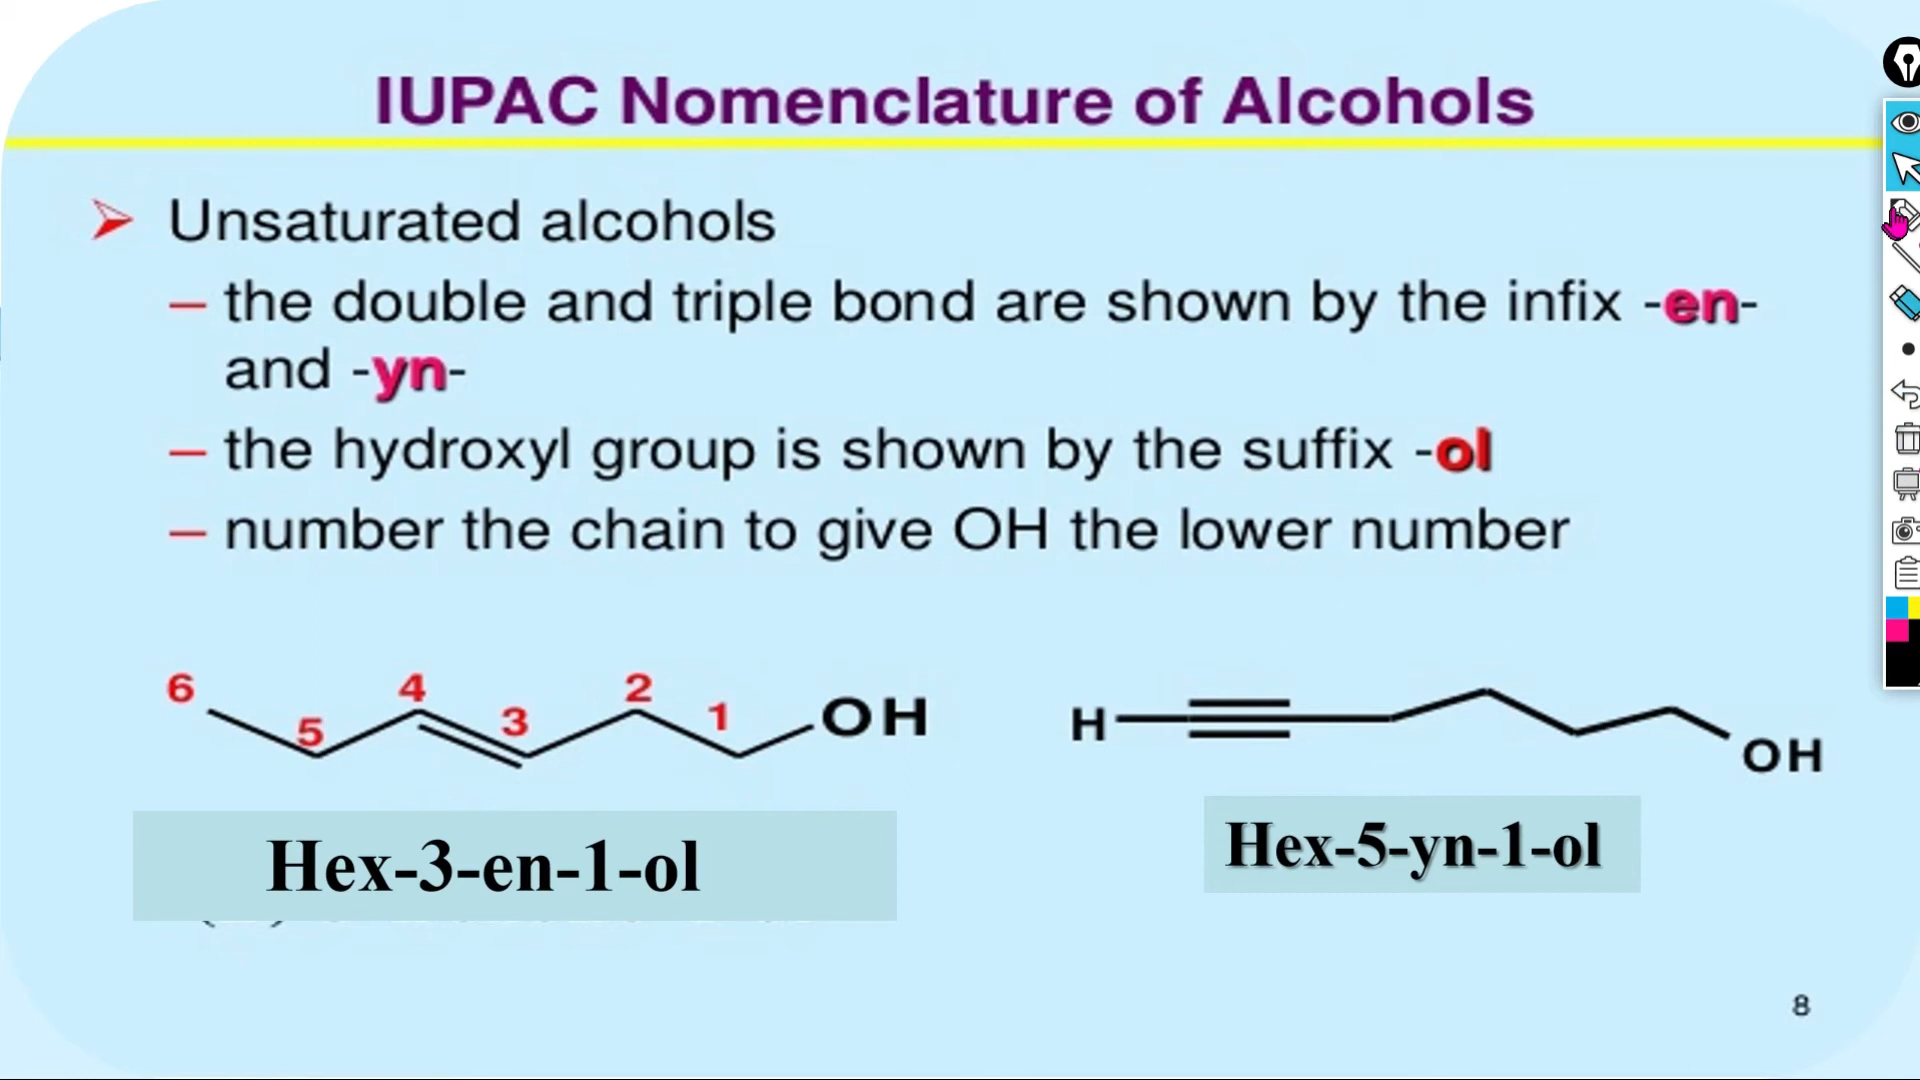 IUPAC Nomenclature of Alcohols
Unsaturated alcohols
– the double and triple bond are shown by the infix -en-
and -yn-
– the hydroxyl group is shown by the suffix -ol
– number the chain to give OH the lower number
6 5 4 3 2 1 OH
H OH
Hex-3-en-1-ol
Hex-5-yn-1-ol
8